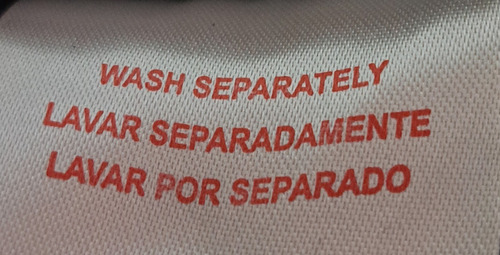 WASH SEPARATELY
LAVAR SEPARADAMENTE
LAVAR POR SEPARADO